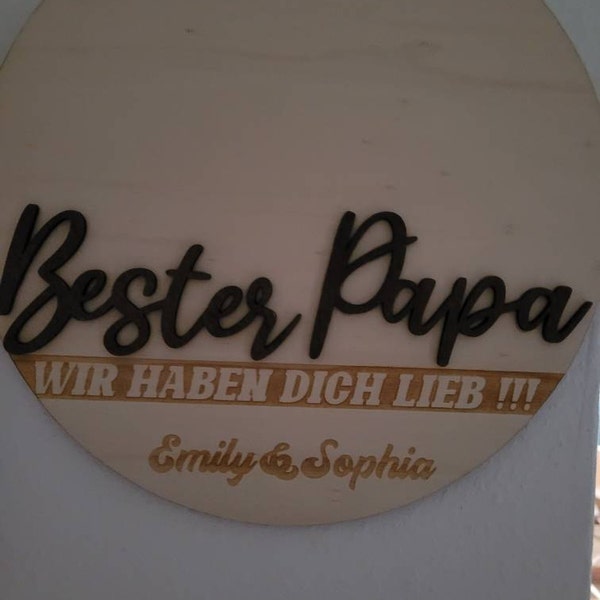 Bester Papa
WIR HABEN DICH LIEB !!!
Emily & Sophia